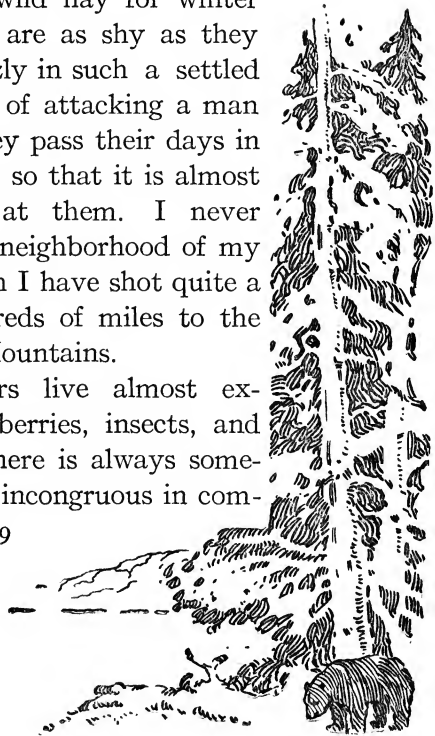 wild hay for winter
are as shy as they
zly in such a settled
of attacking a man
ey pass their days in
so that it is almost
at them. I never
neighborhood of my
n I have shot quite a
reds of miles to the
Mountains.
rs live almost ex-
berries, insects, and
here is always some-
incongruous in com-
9